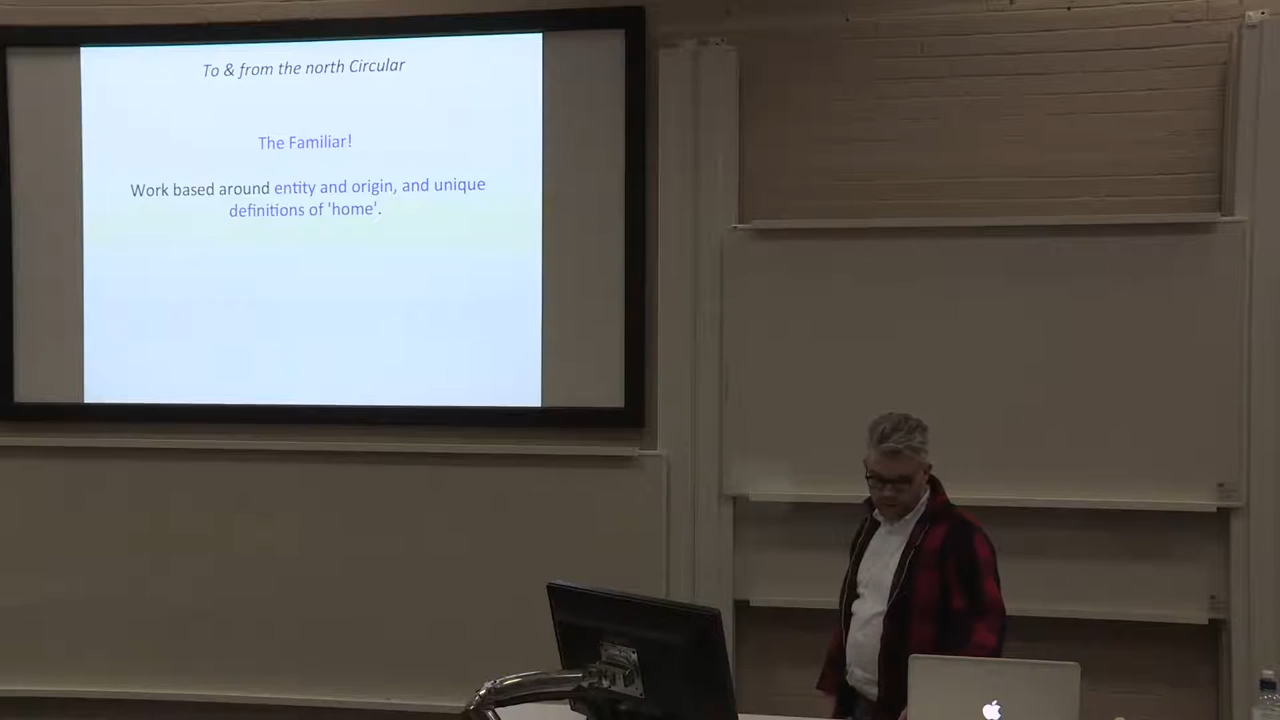 To & from the north Circular
The Familiar!
Work based around entity and origin, and unique
definitions of 'home'.